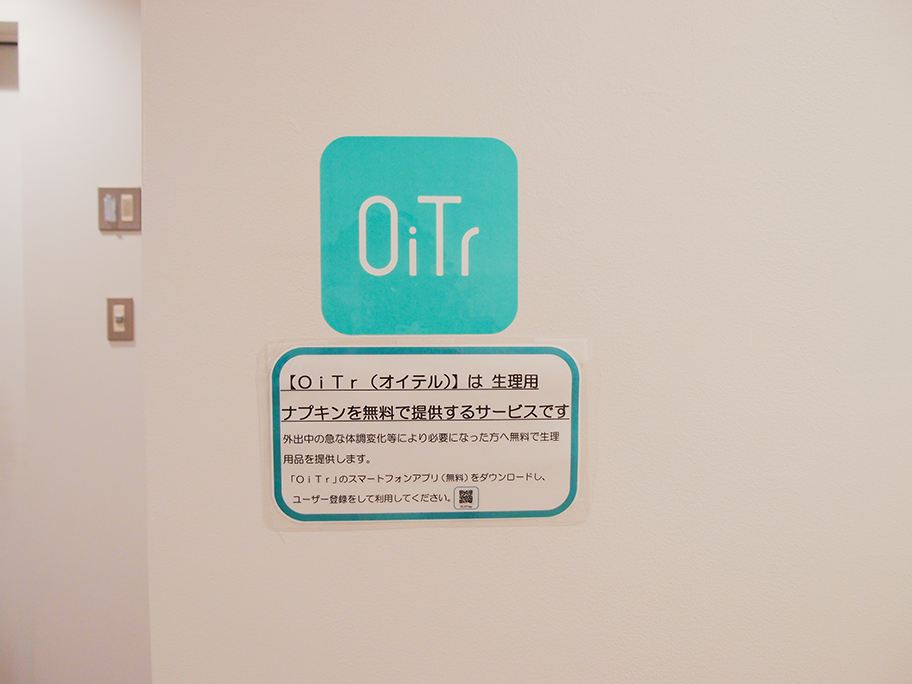 OiTr
【OiTr（オイテル）】は 生理用
ナプキンを無料で提供するサービスです
外出中の急な体調変化等により必要になった方へ無料で生理
用品を提供します。
「OiTr」のスマートフォンアプリ（無料）をダウンロードし、
ユーザー登録をして利用してください。